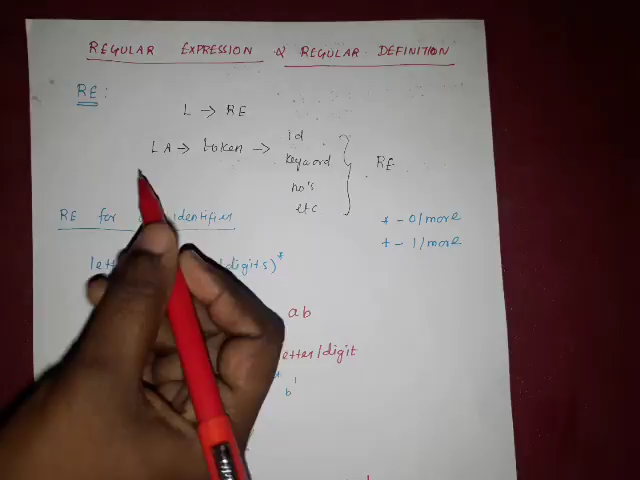 REGULAR EXPRESSION & REGULAR DEFINITION
RE:
L → RE
LA → token → id
keyword
no's
etc
RE
RE for identifier
* - 0/more
+ - 1/more
digits)*
ab
letter/digit
* b'